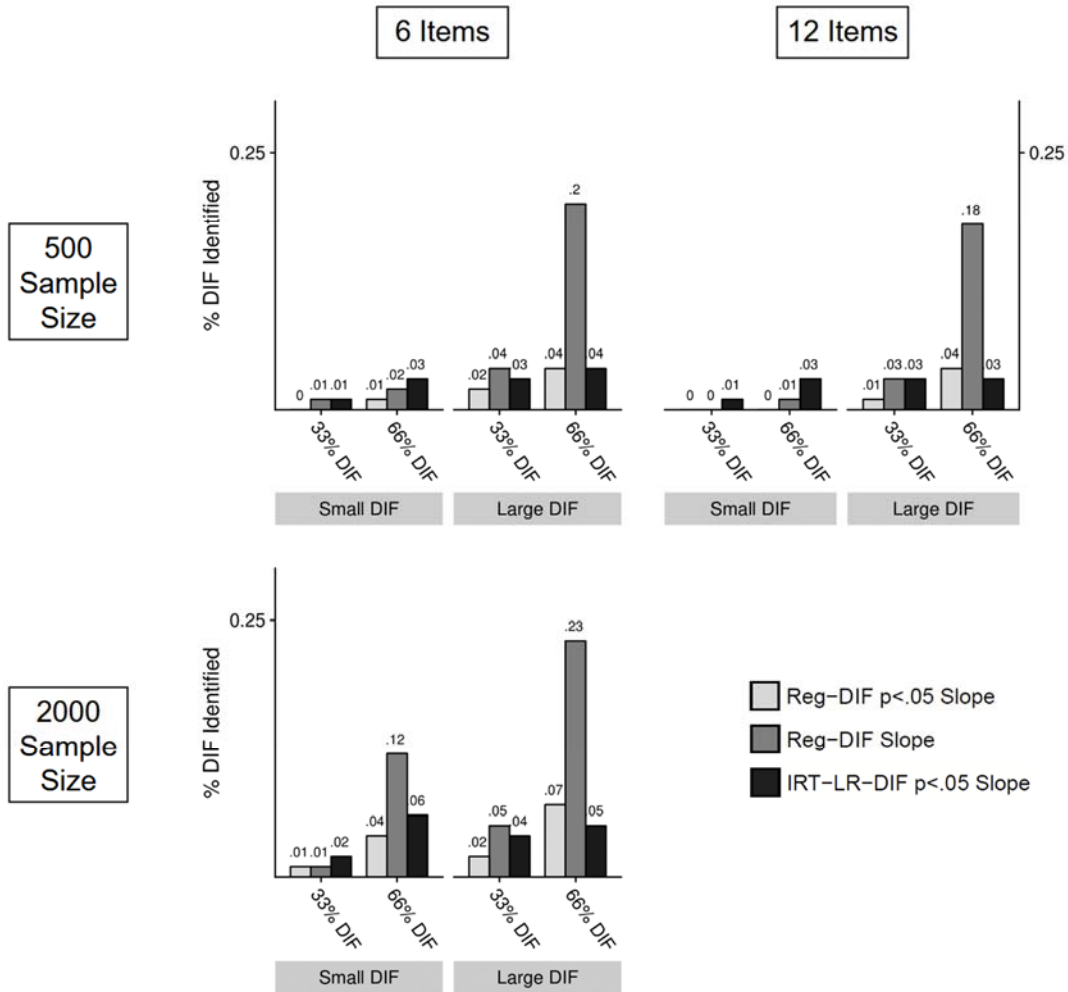 6 Items
12 Items
500
Sample
Size
% DIF Identified
0.25
0
.01
.01
.01
.02
.03
33% DIF
66% DIF
Small DIF
.02
.04
.03
.04
.2
.04
33% DIF
66% DIF
Large DIF
0
0
.01
0
.01
.03
33% DIF
66% DIF
Small DIF
.01
.03
.03
.04
.18
.03
33% DIF
66% DIF
Large DIF
0.25
2000
Sample
Size
% DIF Identified
0.25
.01
.01
.02
.04
.12
.06
33% DIF
66% DIF
Small DIF
.02
.05
.04
.07
.23
.05
33% DIF
66% DIF
Large DIF
Reg−DIF p<.05 Slope
Reg−DIF Slope
IRT−LR−DIF p<.05 Slope